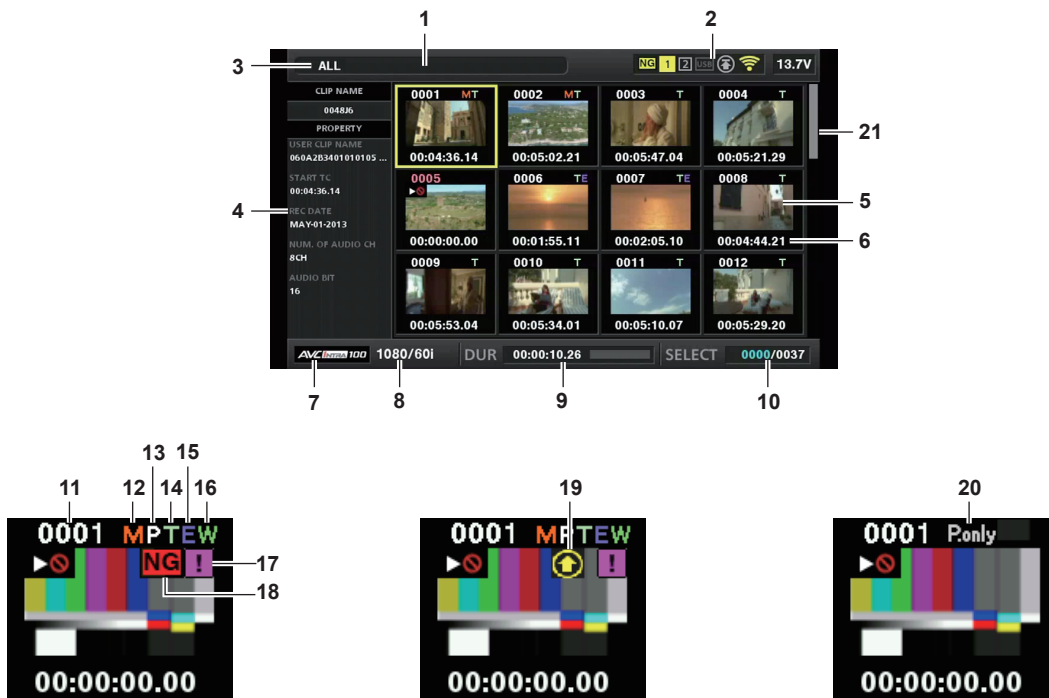 1
2
3
ALL
NG 1 2 USB
13.7V
CLIP NAME
0048J6
PROPERTY
USER CLIP NAME
060A2B3401010105 ...
START TC
00:04:36.14
4
REC DATE
MAY-01-2013
NUM. OF AUDIO CH
8CH
AUDIO BIT
16
0001 MT
0002 MT
0003 T
0004 T
21
00:04:36.14
00:05:02.21
00:05:47.04
00:05:21.29
0005
0006 TE
0007 TE
0008 T
5
00:00:00.00
00:01:55.11
00:02:05.10
00:04:44.21
6
0009 T
0010 T
0011 T
0012 T
00:05:53.04
00:05:34.01
00:05:10.07
00:05:29.20
AVC INTRA 100
1080/60i
DUR 00:00:10.26
SELECT 0000/0037
7
8
9
10
11
12
13
14
15
16
0001 MPTEW
NG !
17
18
00:00:00.00
19
0001 MPTEW
!
00:00:00.00
20
0001 P.only
00:00:00.00